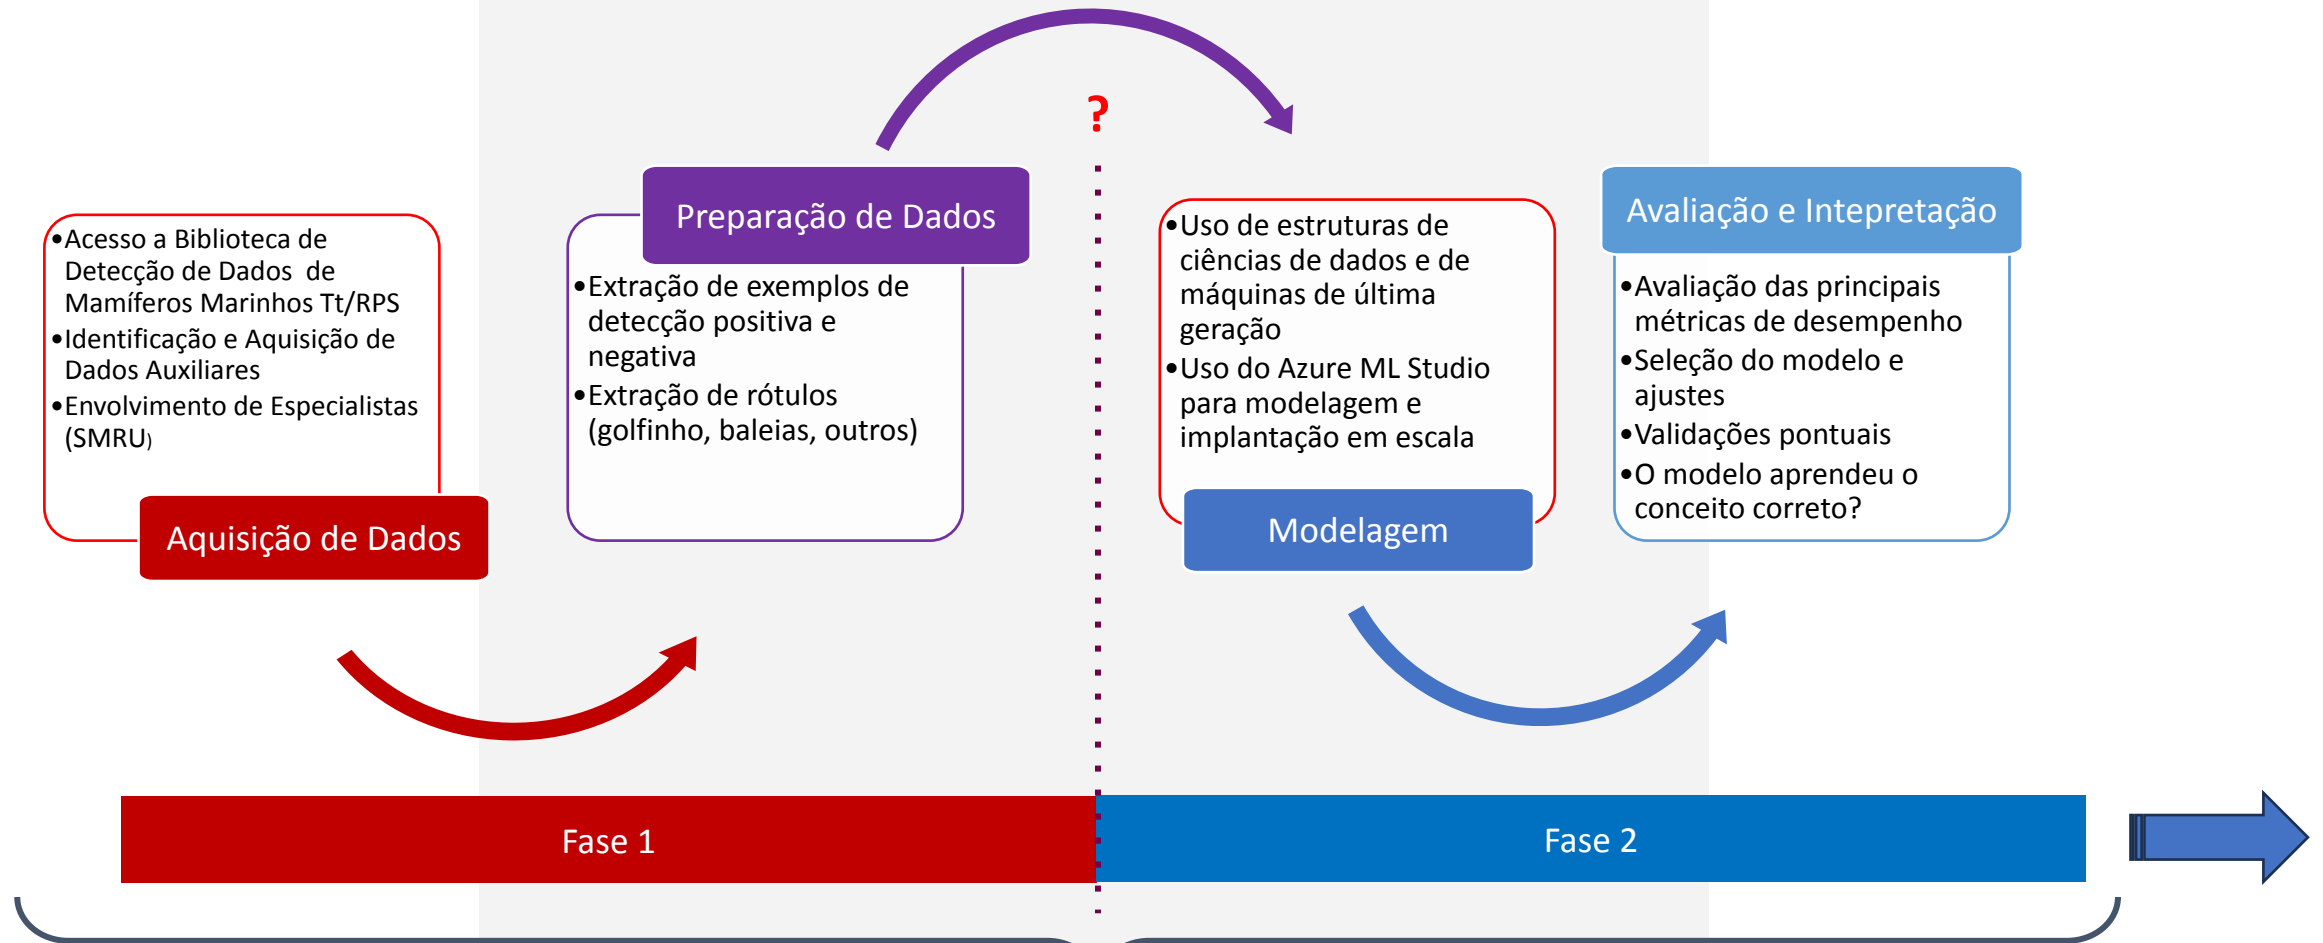 ?
•Acesso a Biblioteca de
Detecção de Dados de
Mamíferos Marinhos Tt/RPS
•Identificação e Aquisição de
Dados Auxiliares
•Envolvimento de Especialistas
(SMRU)
Aquisição de Dados
Preparação de Dados
•Extração de exemplos de
detecção positiva e
negativa
•Extração de rótulos
(golfinho, baleias, outros)
•Uso de estruturas de
ciências de dados e de
máquinas de última
geração
•Uso do Azure ML Studio
para modelagem e
implantação em escala
Modelagem
Avaliação e Intepretação
•Avaliação das principais
métricas de desempenho
•Seleção do modelo e
ajustes
•Validações pontuais
•O modelo aprendeu o
conceito correto?
Fase 1
Fase 2